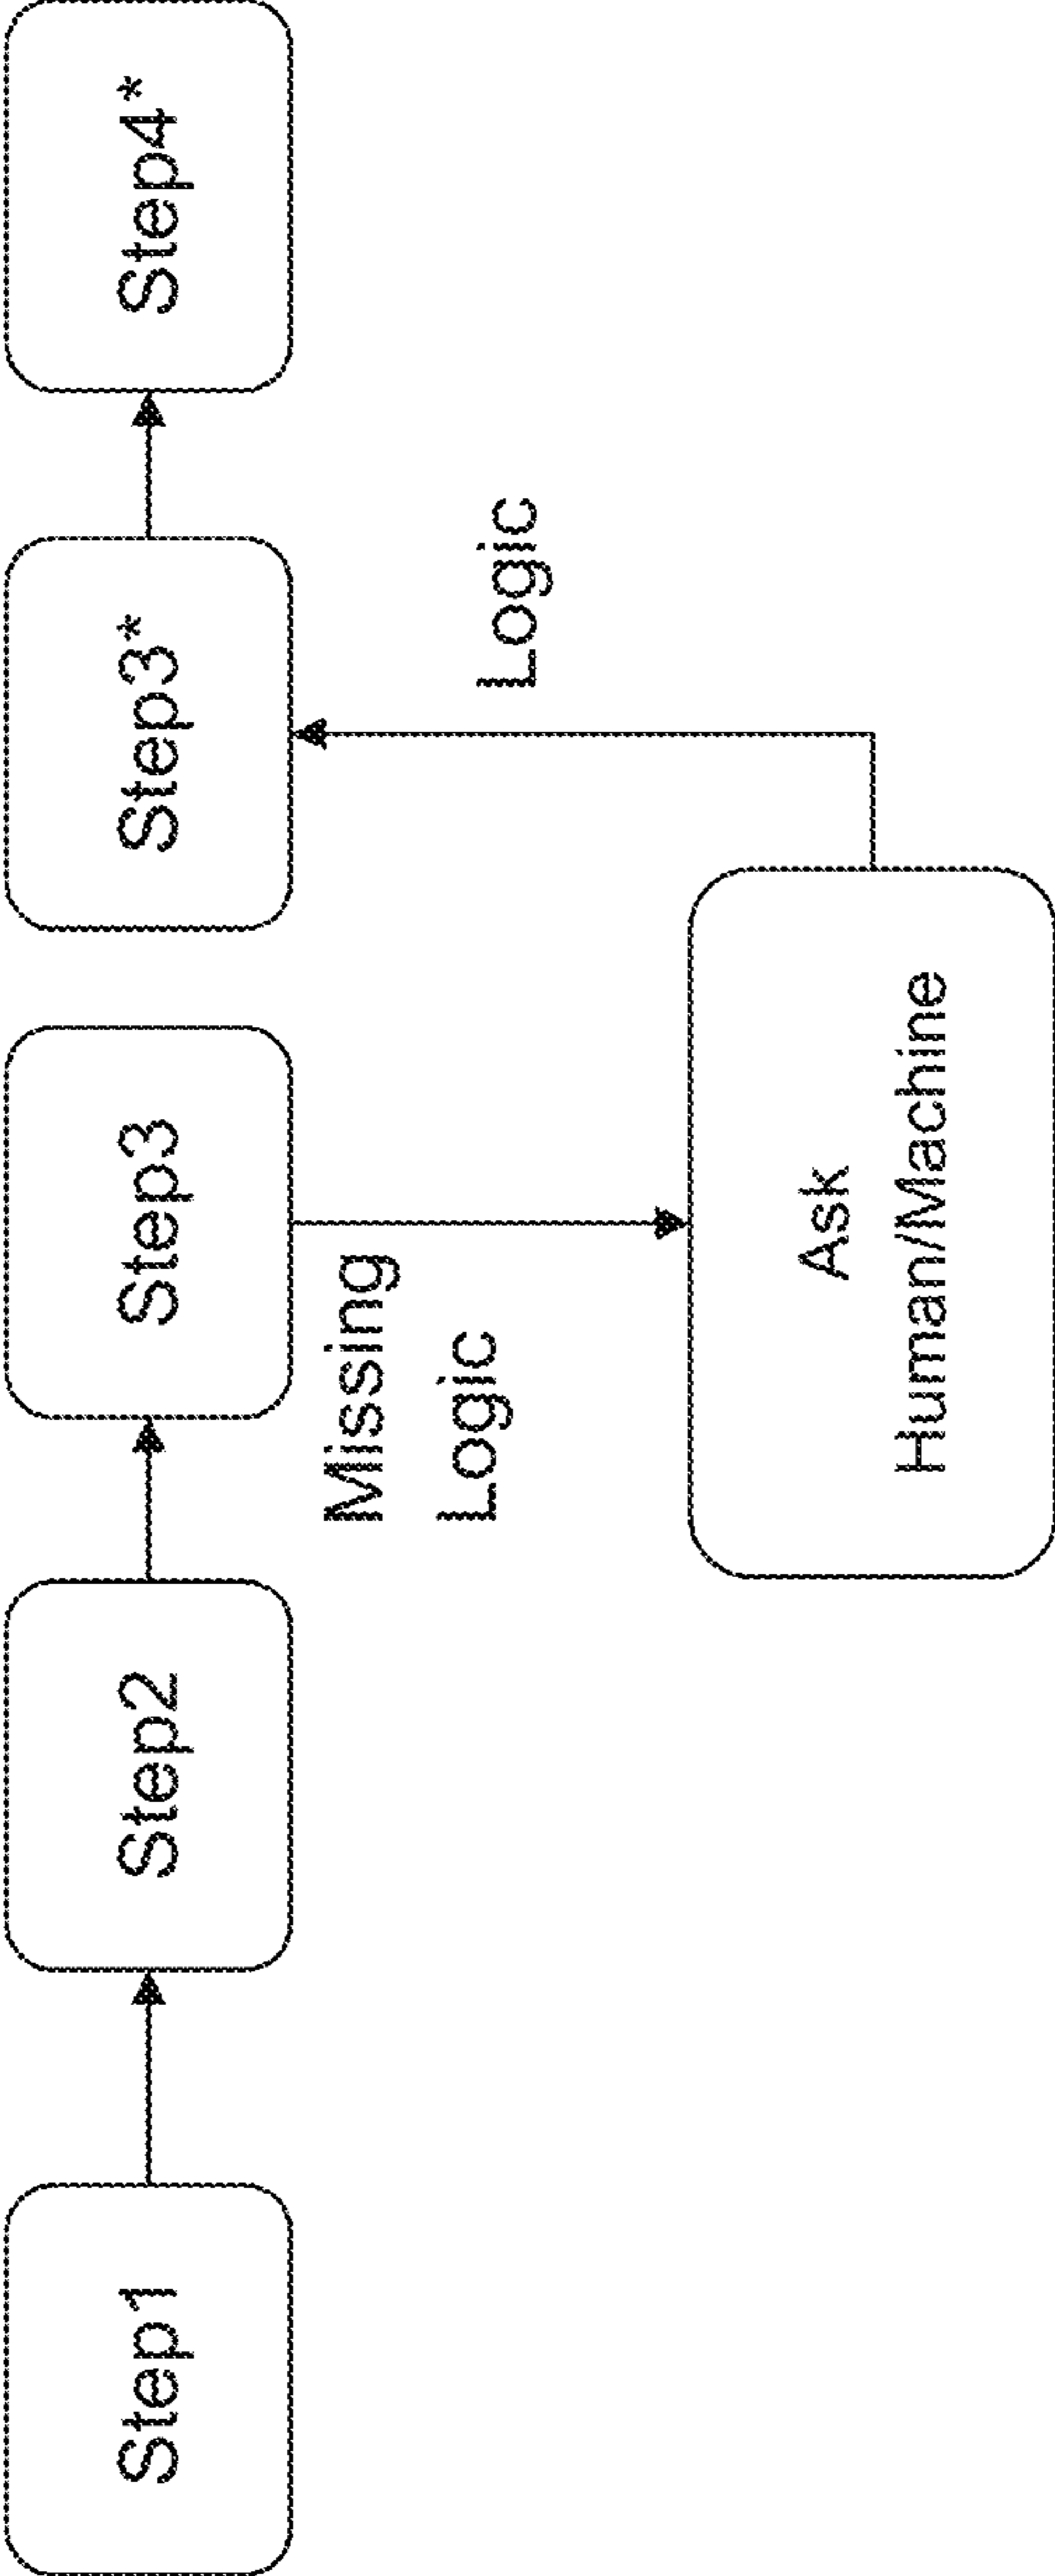 Step1
Step2
Step3
Step3*
Step4*
Missing
Logic
Logic
Ask
Human/Machine